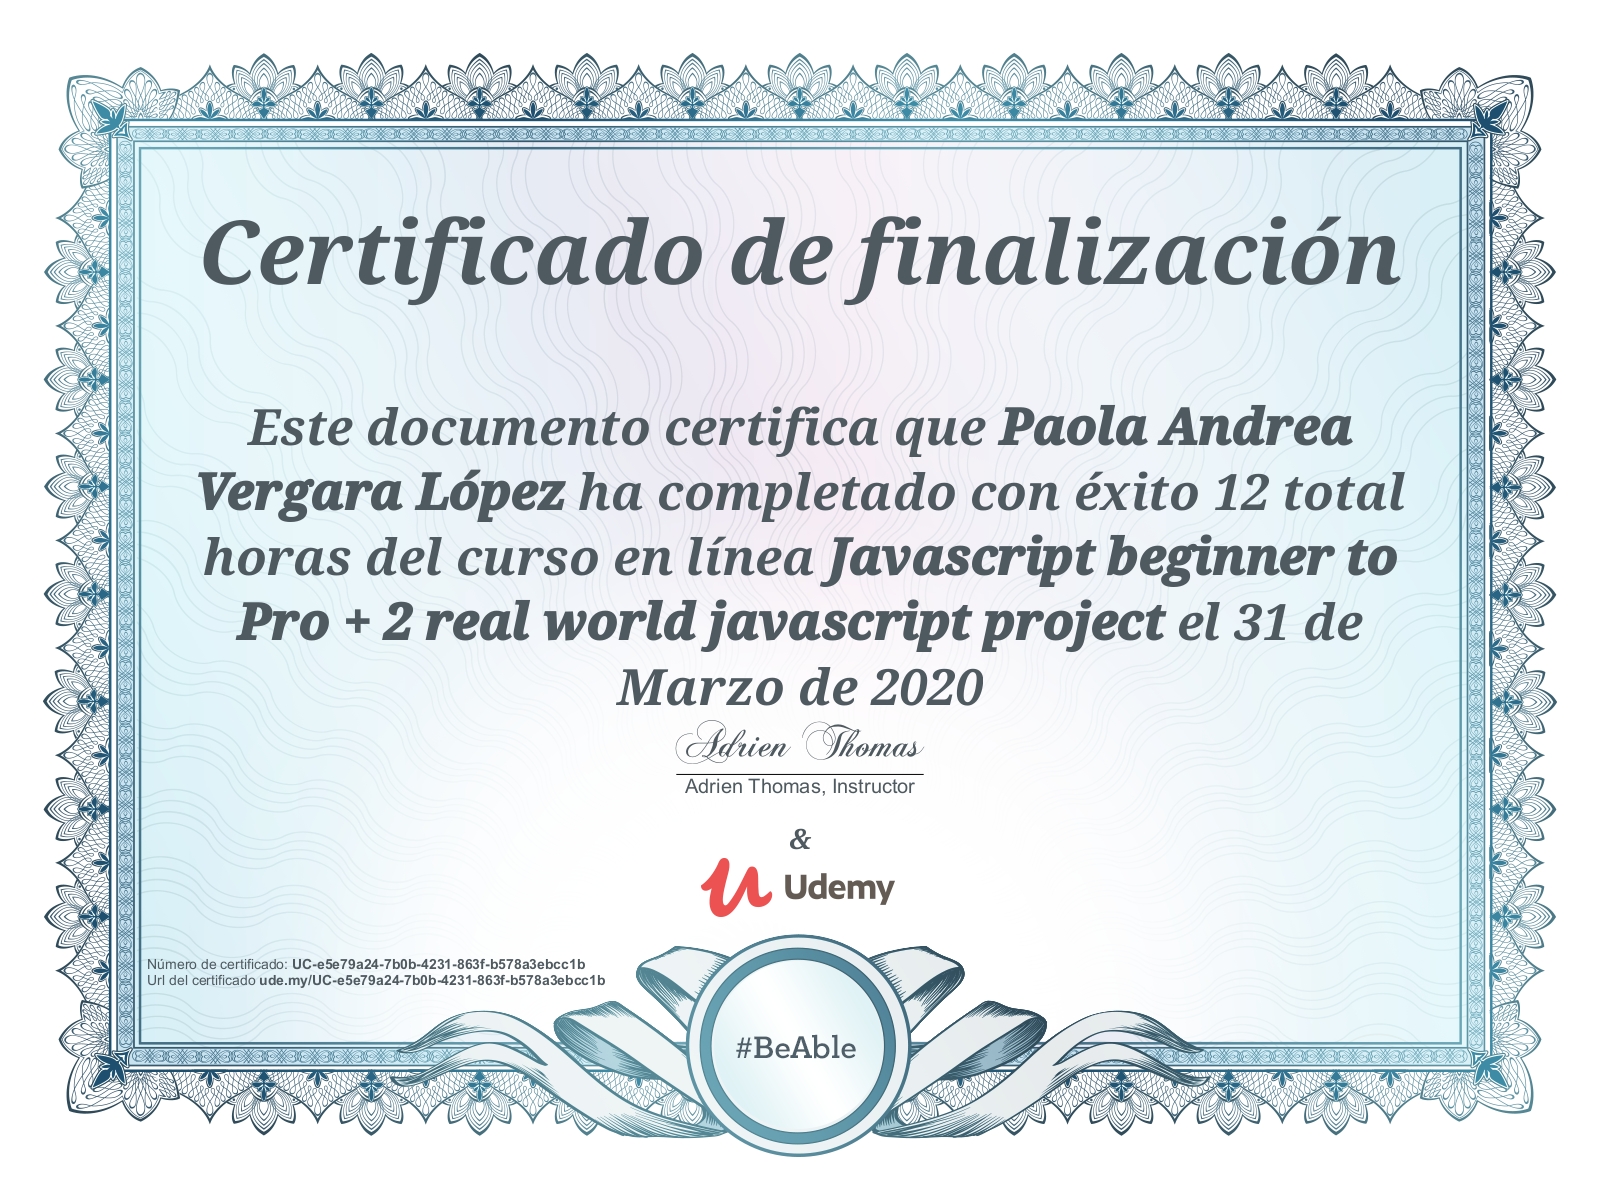 Certificado de finalización
Este documento certifica que Paola Andrea
Vergara López ha completado con éxito 12 total
horas del curso en línea Javascript beginner to
Pro + 2 real world javascript project el 31 de
Marzo de 2020
Adrien Thomas
Adrien Thomas, Instructor
&
Udemy
Número de certificado: UC-e5e79a24-7b0b-4231-863f-b578a3ebcc1b
Url del certificado ude.my/UC-e5e79a24-7b0b-4231-863f-b578a3ebcc1b
#BeAble